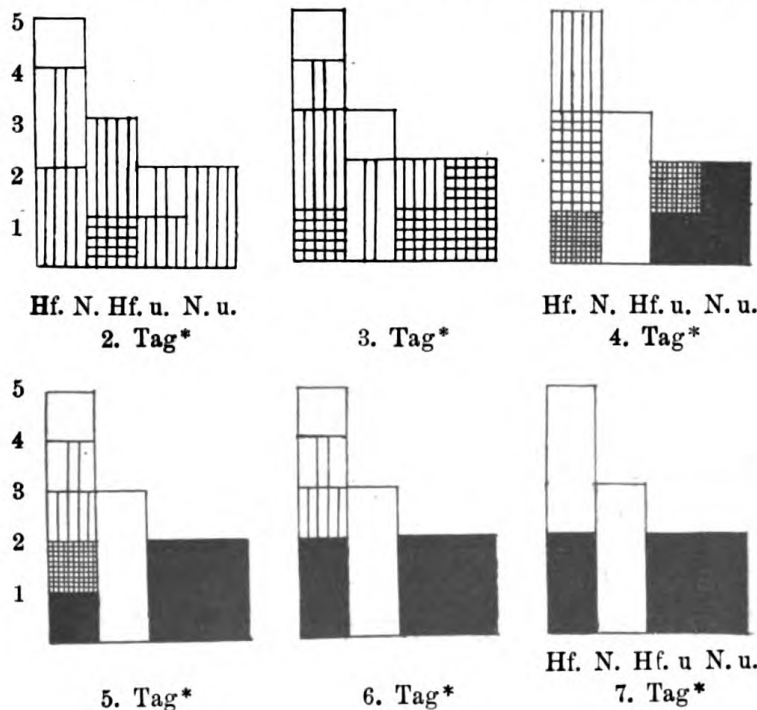 5
4
3
2
1
Hf. N. Hf. u. N. u.
2. Tag*
3. Tag*
Hf. N. Hf. u. N. u.
4. Tag*
5
4
3
2
1
5. Tag*
6. Tag*
Hf. N. Hf. u N. u.
7. Tag*